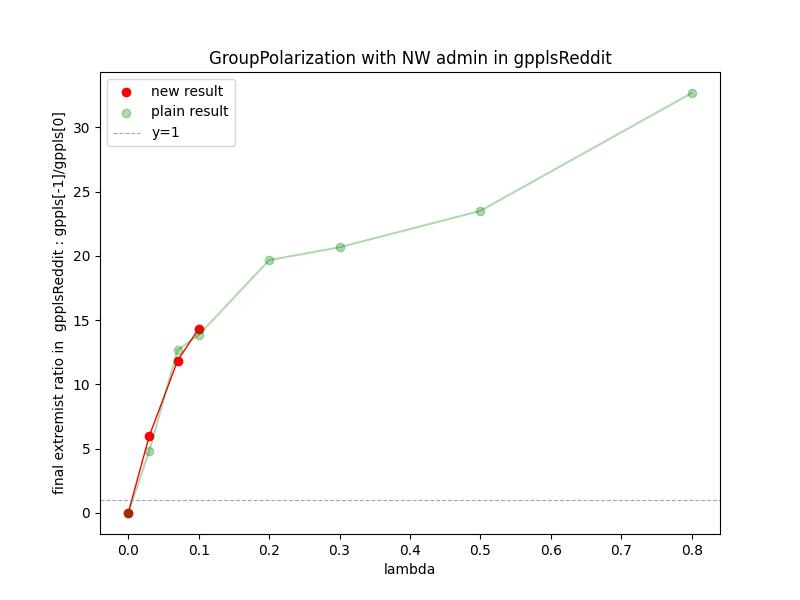 GroupPolarization with NW admin in gpplsReddit
new result
plain result
y=1
final extremist ratio in  gpplsReddit : gppls[-1]/gppls[0]
30
25
20
15
10
5
0
0.0 0.1 0.2 0.3 0.4 0.5 0.6 0.7 0.8
lambda